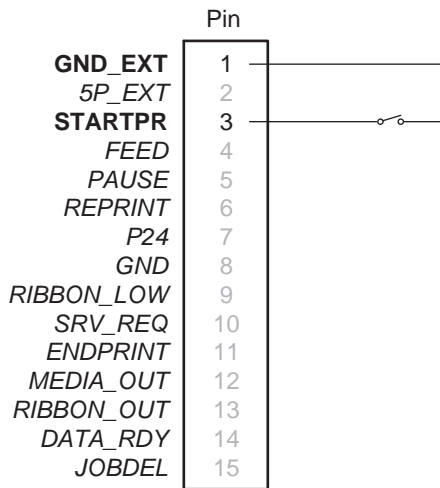 Pin
GND_EXT 1
5P_EXT 2
STARTPR 3
FEED 4
PAUSE 5
REPRINT 6
P24 7
GND 8
RIBBON_LOW 9
SRV_REQ 10
ENDPRINT 11
MEDIA_OUT 12
RIBBON_OUT 13
DATA_RDY 14
JOBDEL 15